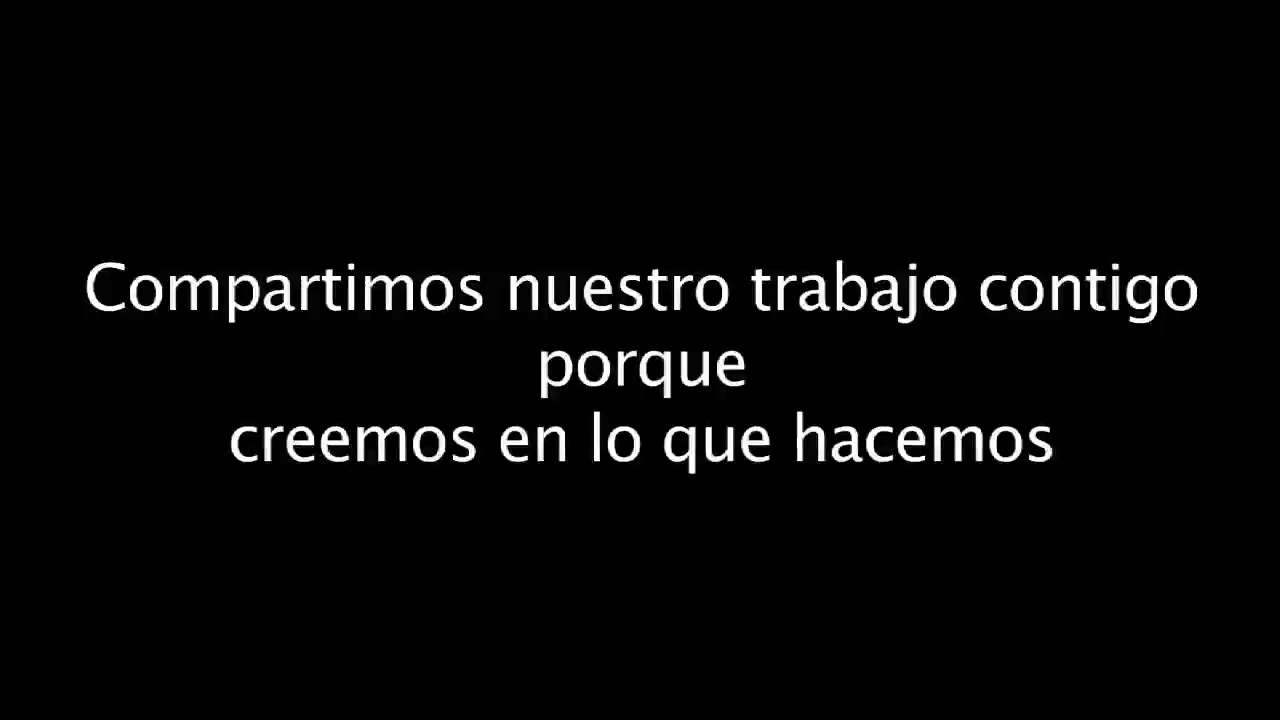 Compartimos nuestro trabajo contigo
porque
creemos en lo que hacemos